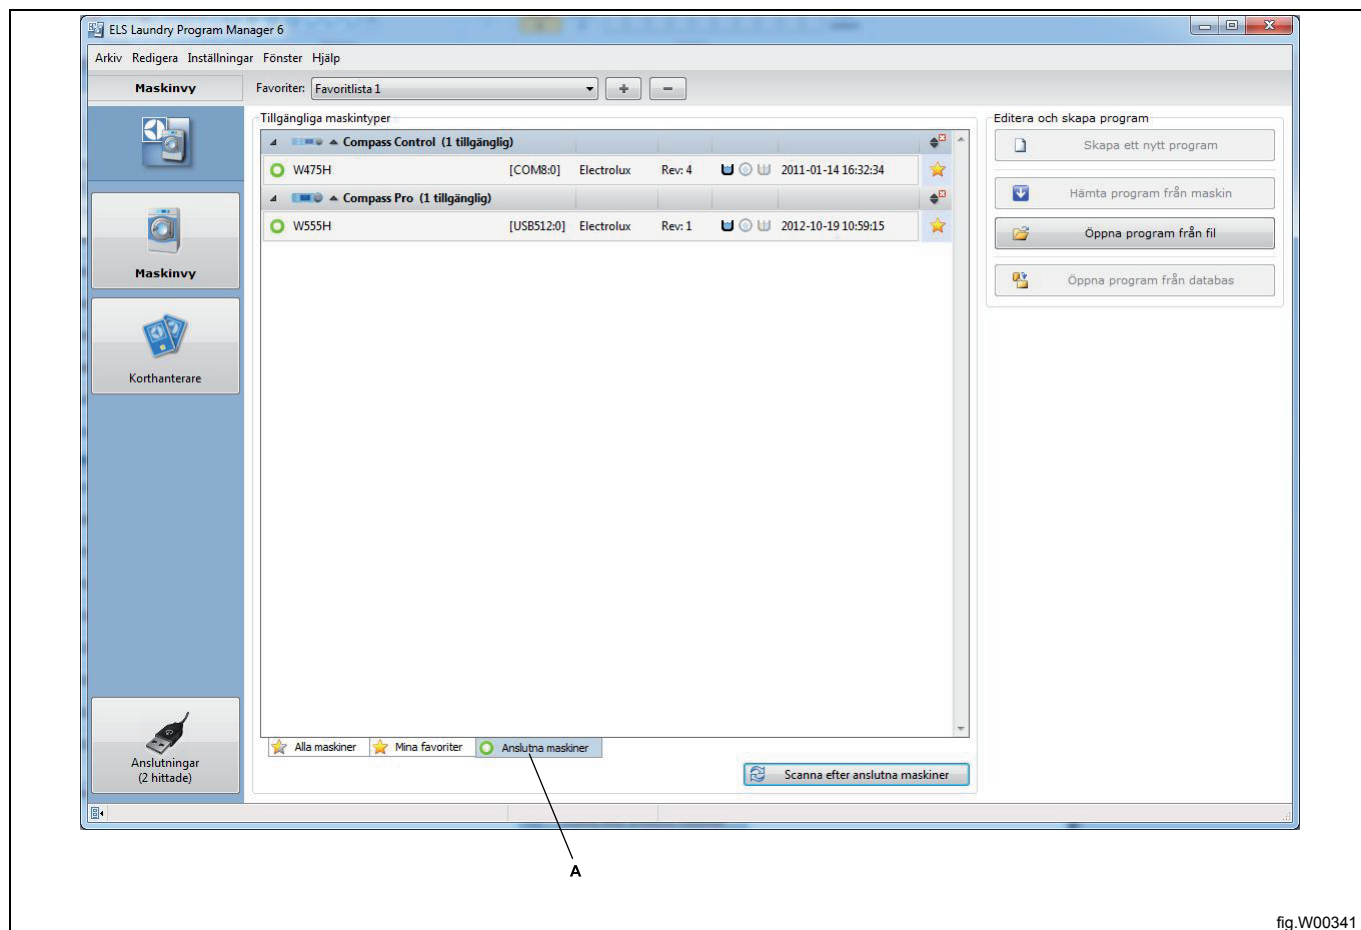 ELS Laundry Program Manager 6
Arkiv Redigera Inställningar Fönster Hjälp
Maskinvy
Favoriter: Favoritlista 1
Tillgängliga maskintyper
Compass Control (1 tillgänglig)
W475H [COM8:0] Electrolux Rev: 4 2011-01-14 16:32:34
Compass Pro (1 tillgänglig)
W555H [USB512:0] Electrolux Rev: 1 2012-10-19 10:59:15
Editera och skapa program
Skapa ett nytt program
Hämta program från maskin
Öppna program från fil
Öppna program från databas
Maskinvy
Korthanterare
Anslutningar
(2 hittade)
Alla maskiner Mina favoriter Anslutna maskiner
Scanna efter anslutna maskiner
A
fig.W00341